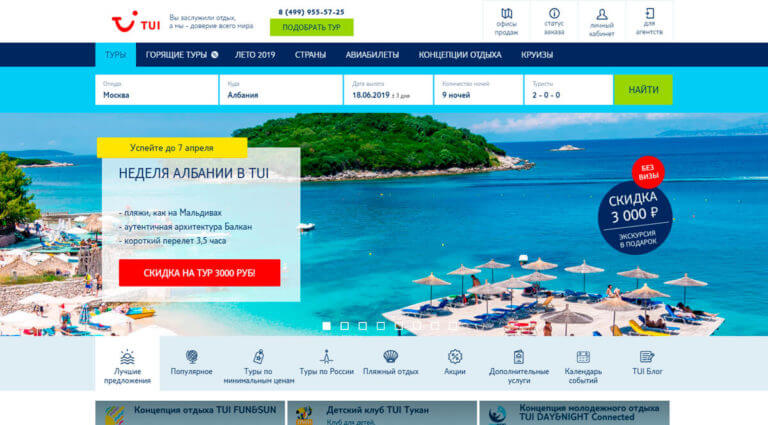 TUI
Вы заслужили отдых,
а мы - доверие всего мира
8 (499) 955-57-25
ПОДОБРАТЬ ТУР
офисы
продаж
статус
заказа
личный
кабинет
для
агентств
ТУРЫ
ГОРЯЩИЕ ТУРЫ
ЛЕТО 2019
СТРАНЫ
АВИАБИЛЕТЫ
КОНЦЕПЦИИ ОТДЫХА
КРУИЗЫ
Откуда
Москва
Куда
Албания
Дата вылета
18.06.2019 ± 3 дня
Количество ночей
9 ночей
Туристы
2 - 0 - 0
НАЙТИ
Успейте до 7 апреля
НЕДЕЛЯ АЛБАНИИ В TUI
- пляжи, как на Мальдивах
- аутентичная архитектура Балкан
- короткий перелет 3,5 часа
СКИДКА НА ТУР 3000 РУБ!
БЕЗ
ВИЗЫ
СКИДКА
3 000 ₽
ЭКСКУРСИЯ
В ПОДАРОК
Лучшие
предложения
Популярное
Туры по
минимальным ценам
Туры по России
Пляжный отдых
Акции
Дополнительные
услуги
Календарь
событий
TUI Блог
Концепция отдыха TUI FUN&SUN
Детский клуб TUI Тукан
Клуб для детей,
Концепция молодежного отдыха
TUI DAY&NIGHT Connected